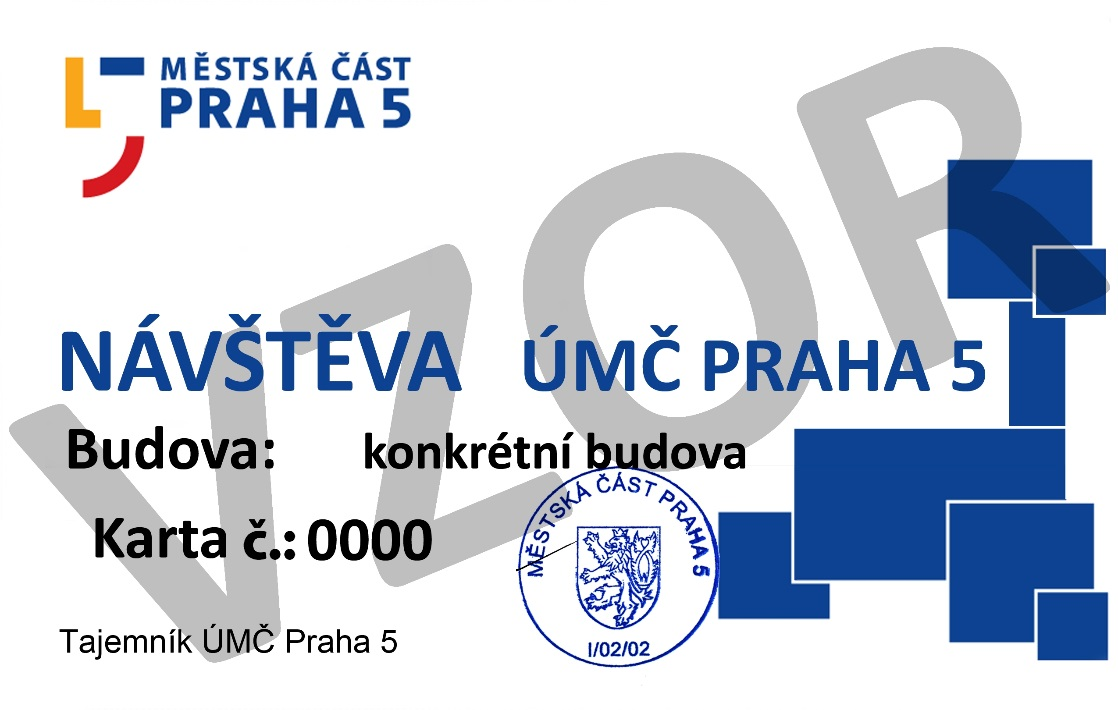 MĚSTSKÁ ČÁST
PRAHA 5
VZOR
NÁVŠTĚVA ÚMČ PRAHA 5
Budova: konkrétní budova
Karta č.: 0000
MĚSTSKÁ ČÁST PRAHA 5
I/02/02
Tajemník ÚMČ Praha 5